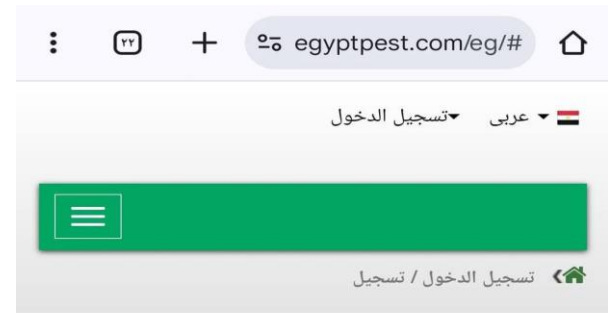 ٢٢ egyptpest.com/eg/#
عربى تسجيل الدخول
تسجيل الدخول / تسجيل